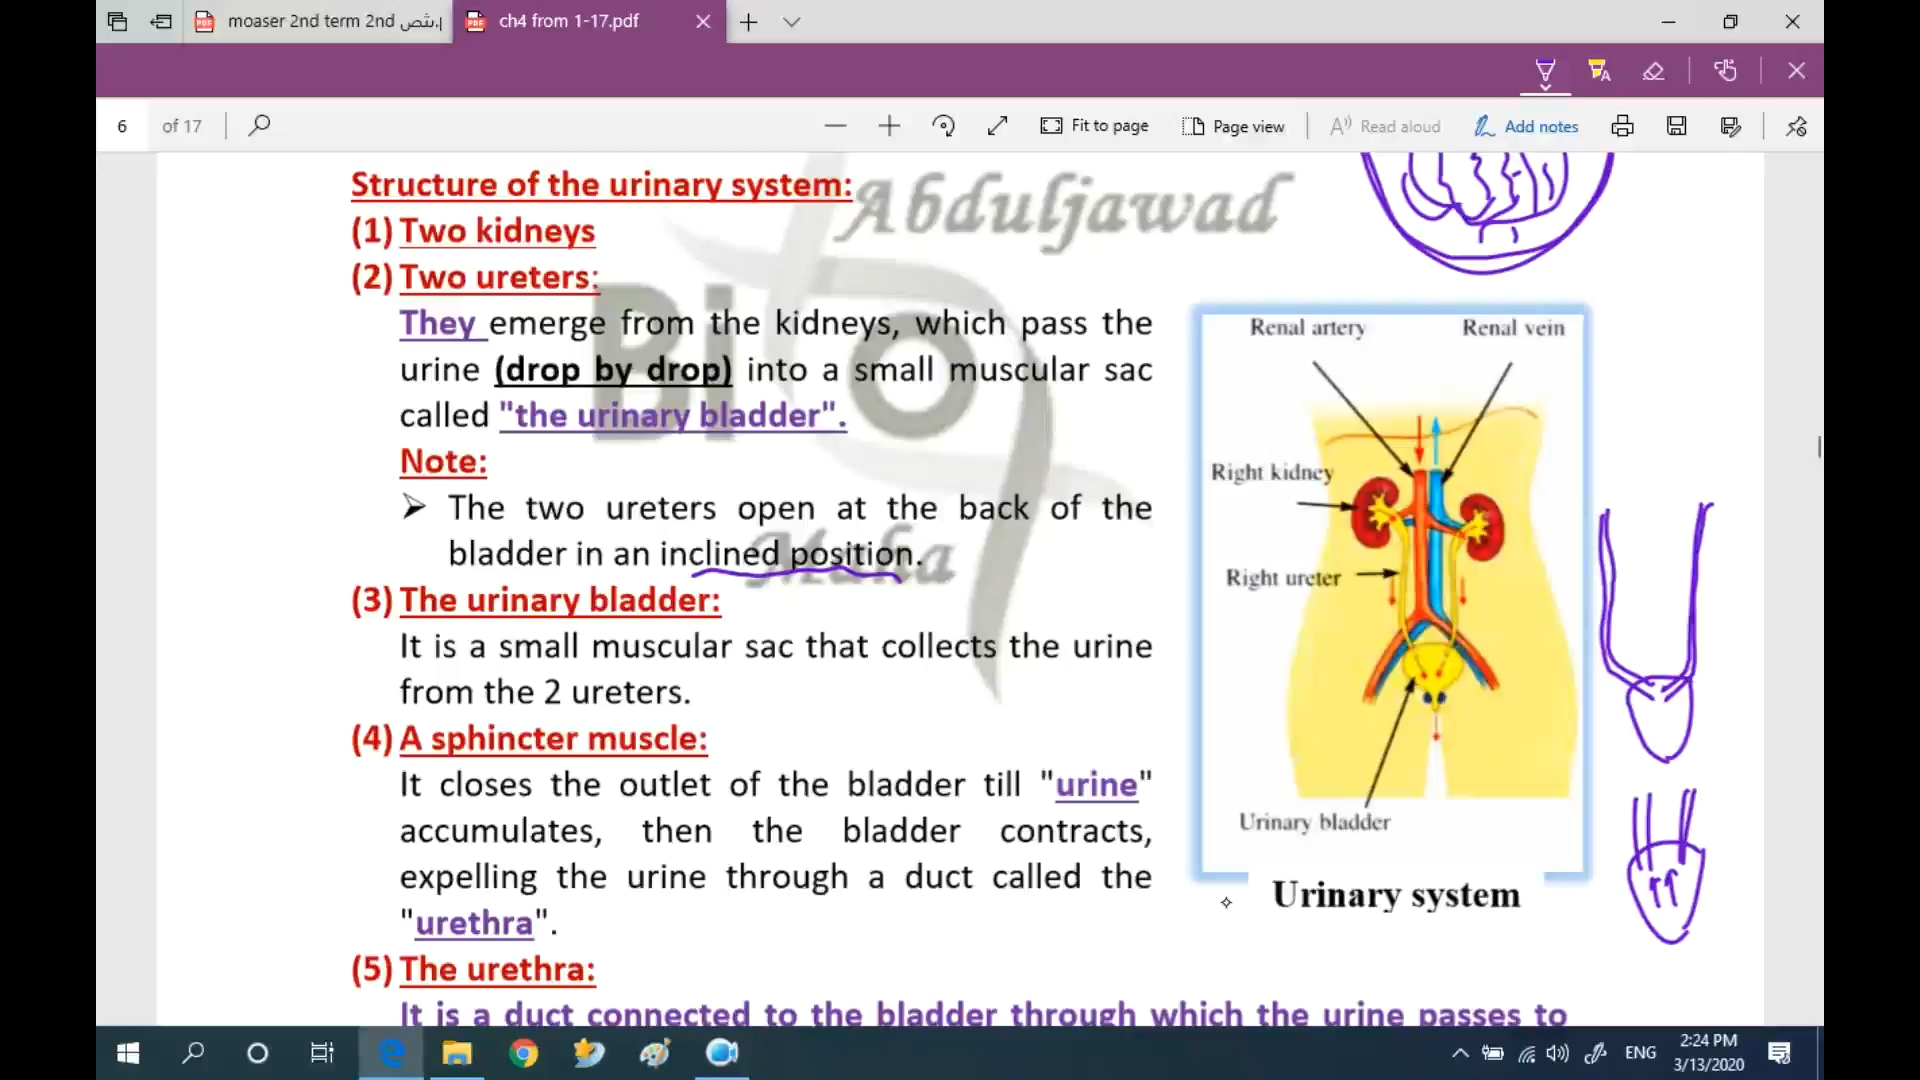 moaser 2nd term 2nd نص.p
ch4 from 1-17.pdf
6 of 17
Fit to page
Page view
Read aloud
Add notes
Structure of the urinary system:
Abduljawad
(1) Two kidneys
(2) Two ureters:
They emerge from the kidneys, which pass the
urine (drop by drop) into a small muscular sac
called "the urinary bladder".
Bio
Note:
➢ The two ureters open at the back of the
bladder in an inclined position.
Maha
(3) The urinary bladder:
It is a small muscular sac that collects the urine
from the 2 ureters.
(4) A sphincter muscle:
It closes the outlet of the bladder till "urine"
accumulates, then the bladder contracts,
expelling the urine through a duct called the
"urethra".
(5) The urethra:
It is a duct connected to the bladder through which the urine passes to
Renal artery
Renal vein
Right kidney
Right ureter
Urinary bladder
Urinary system
ENG
2:24 PM
3/13/2020